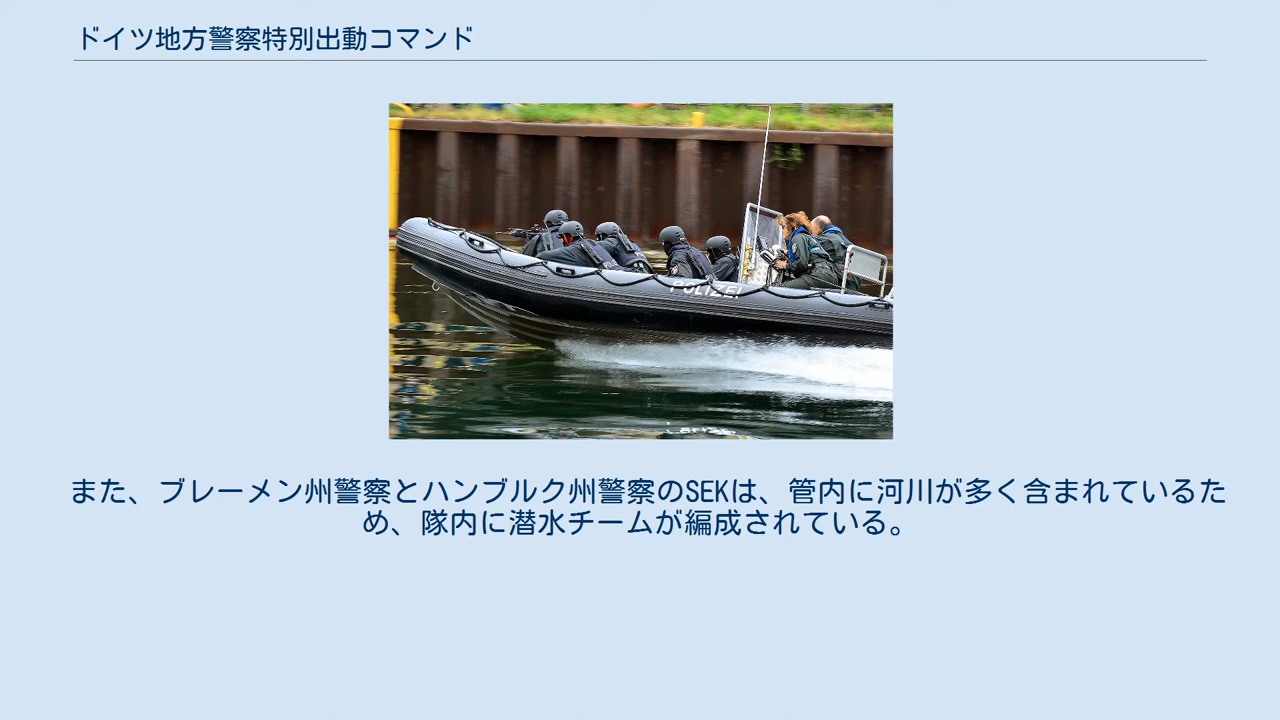 ドイツ地方警察特別出動コマンド
POLIZEI
また、ブレーメン州警察とハンブルク州警察のSEKは、管内に河川が多く含まれているた
め、隊内に潜水チームが編成されている。